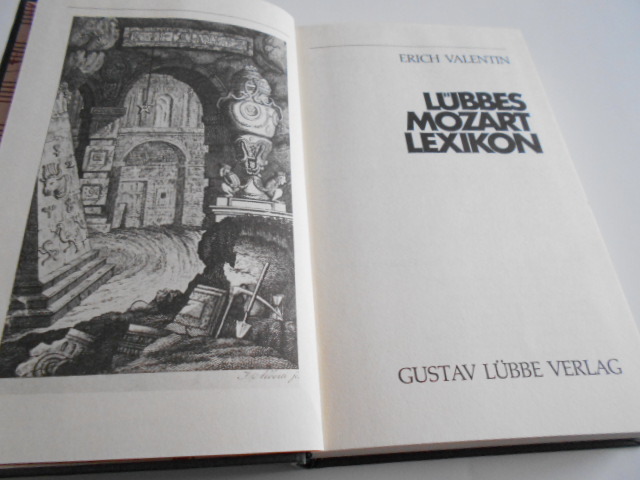 ERICH VALENTIN
LÜBBES
MOZART
LEXIKON
GUSTAV LÜBBE VERLAG